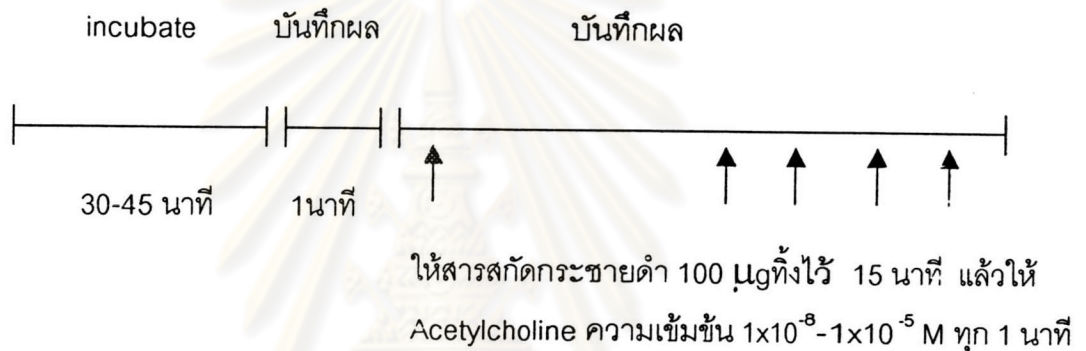 incubate บันทึกผล บันทึกผล
30-45 นาที 1นาที
ให้สารสกัดกระชายดำ 100 µgทิ้งไว้ 15 นาที แล้วให้
Acetylcholine ความเข้มข้น 1x10⁻⁸-1x10⁻⁵ M ทุก 1 นาที